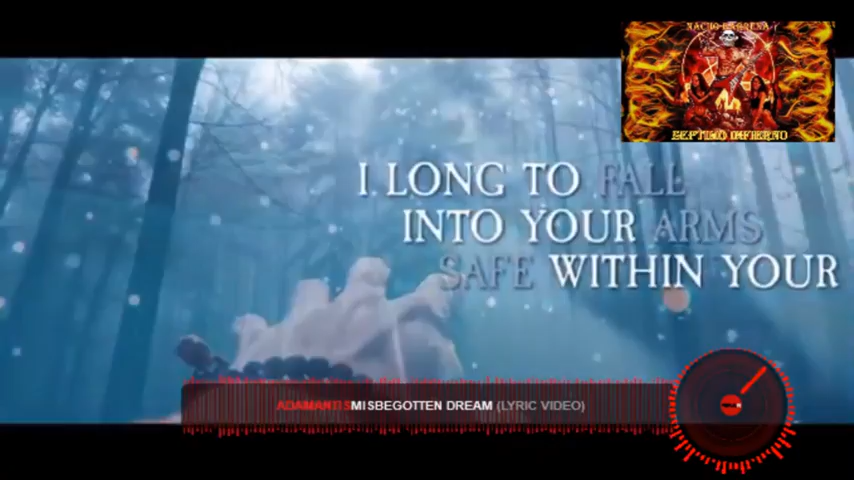 SEPTIMO INFIERNO
I LONG TO FALL
INTO YOUR ARMS
SAFE WITHIN YOUR
ADAMANTIS MISBEGOTTEN DREAM (LYRIC VIDEO)